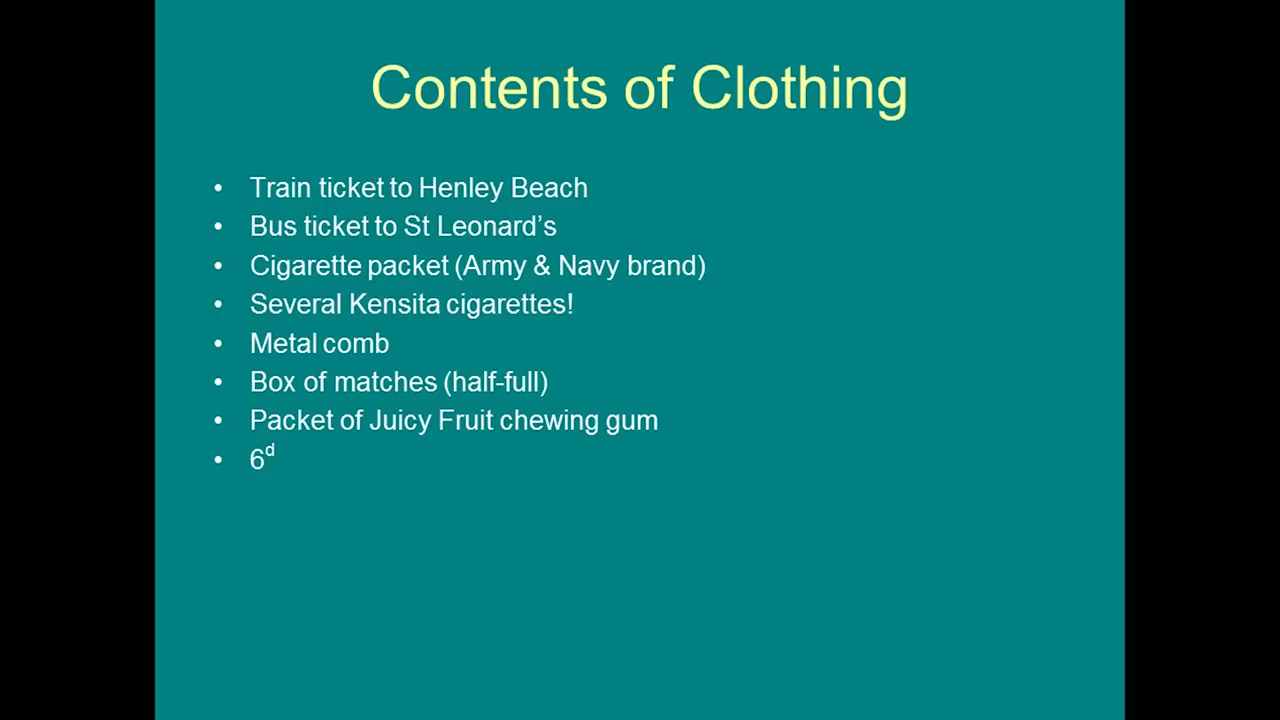 Contents of Clothing
• Train ticket to Henley Beach
• Bus ticket to St Leonard’s
• Cigarette packet (Army & Navy brand)
• Several Kensita cigarettes!
• Metal comb
• Box of matches (half-full)
• Packet of Juicy Fruit chewing gum
• 6ᵈ